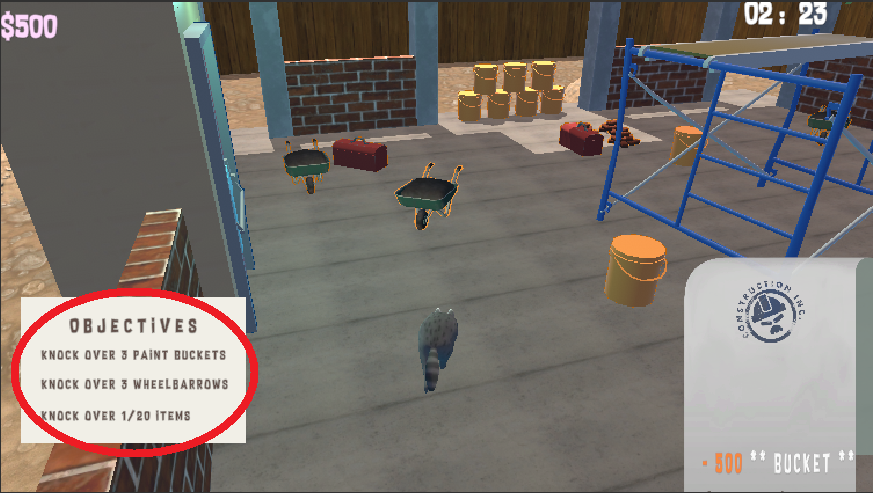 $500
02 : 23
OBJECTIVES
KNOCK OVER 3 PAINT BUCKETS
KNOCK OVER 3 WHEELBARROWS
KNOCK OVER 1/20 ITEMS
CONSTRUCTION INC.
- 500 ** BUCKET **